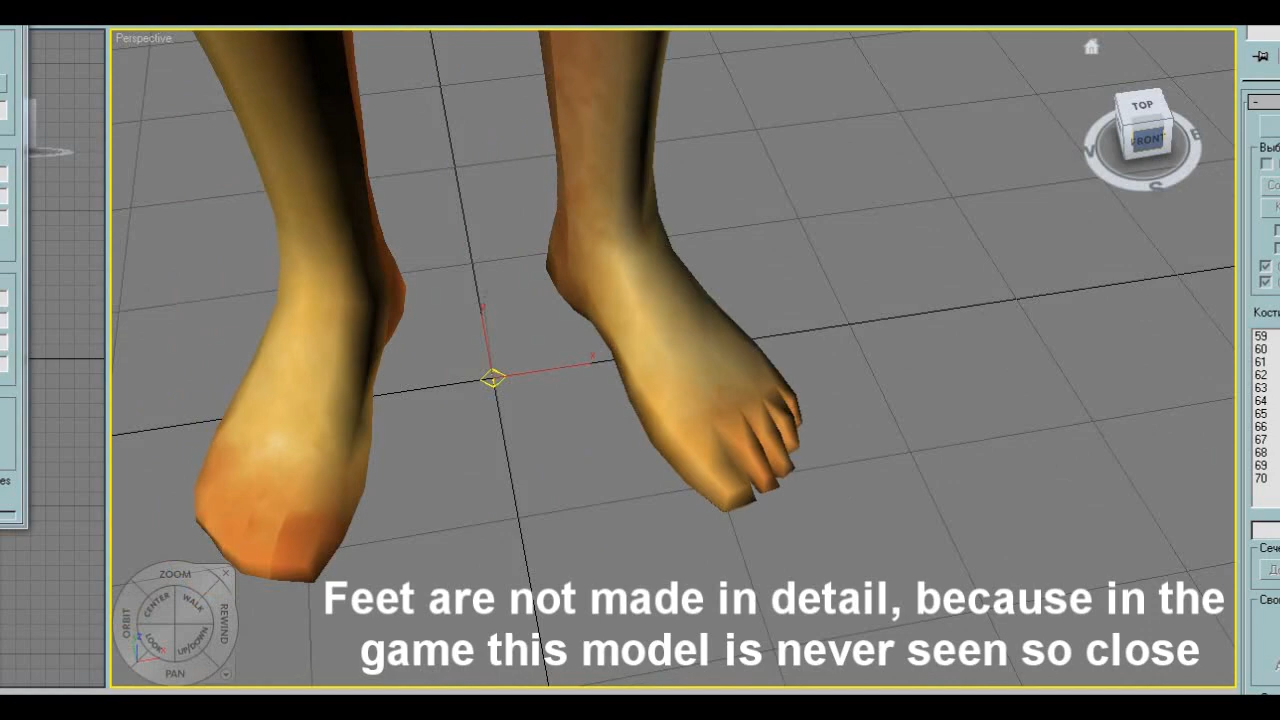 Perspective
TOP
FRONT
S
59
60
61
62
63
64
65
66
67
68
69
70
ZOOM
CENTER
WALK
ORBIT
REWIND
LOOK
UP/DOWN
PAN
x
Feet are not made in detail, because in the
game this model is never seen so close